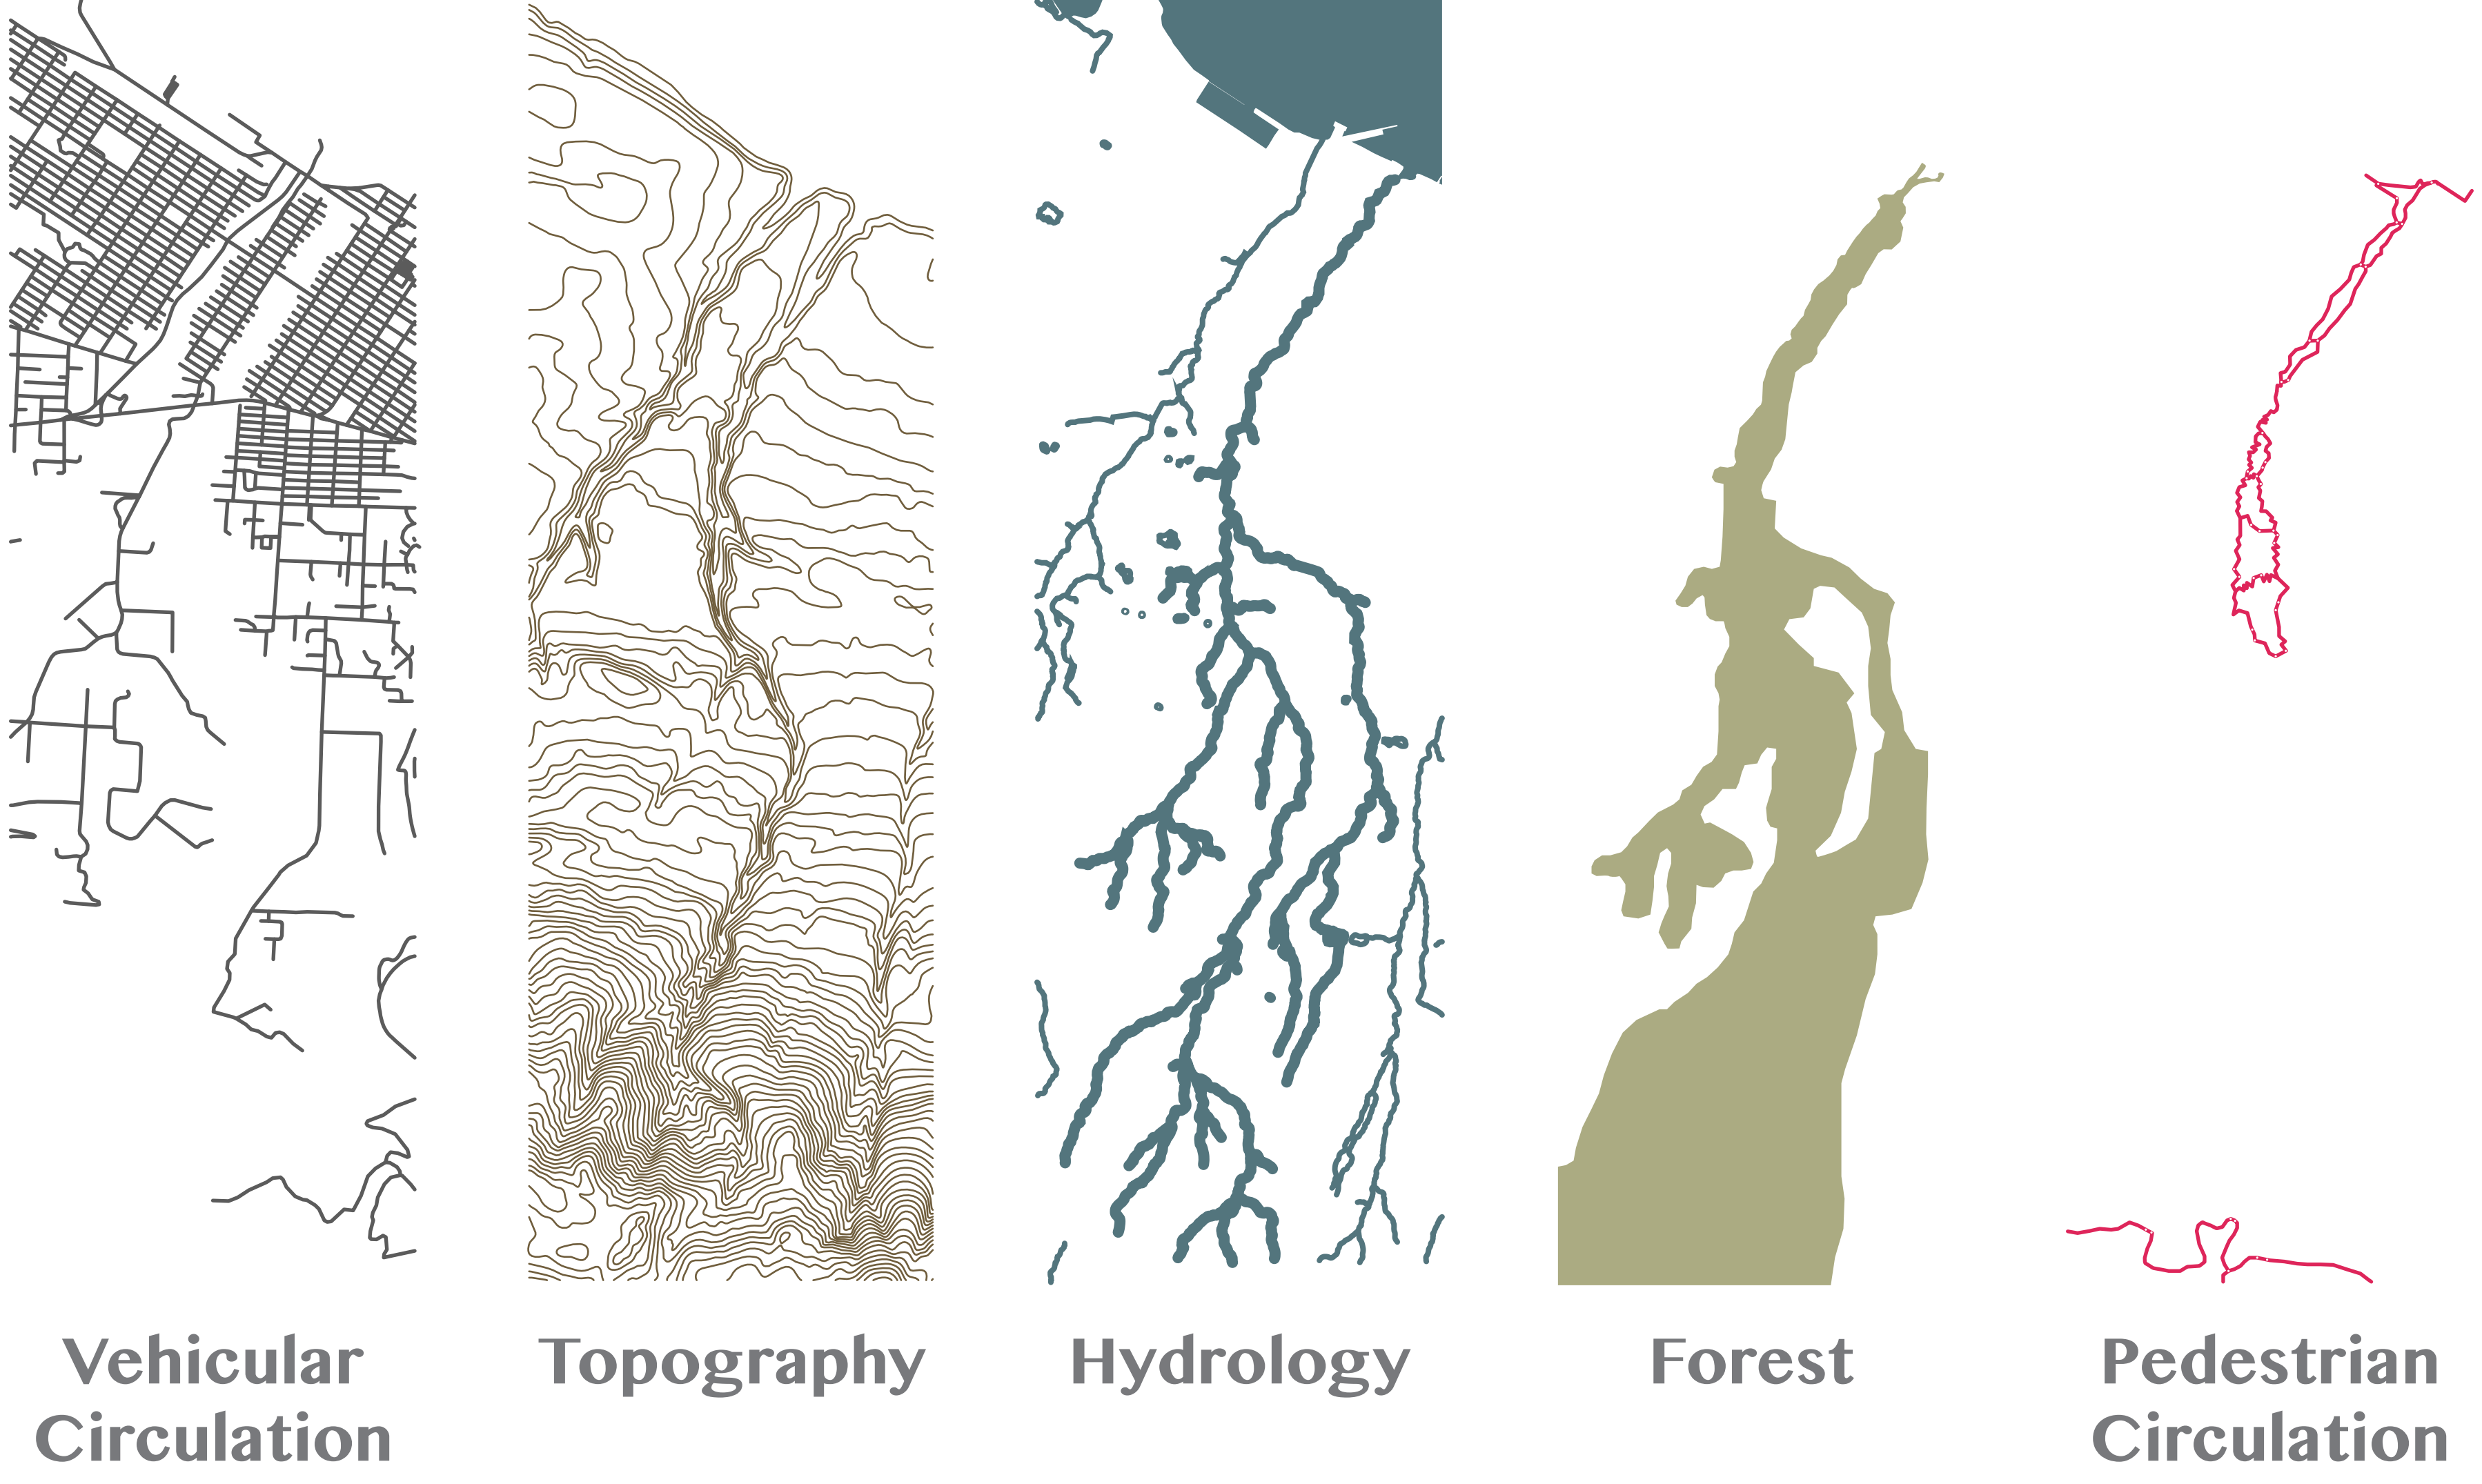 Vehicular
Circulation
Topography
Hydrology
Forest
Pedestrian
Circulation